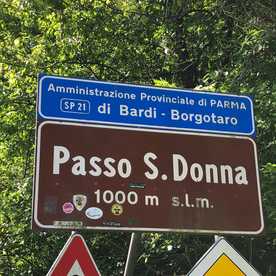 Amministrazione Provinciale di PARMA
SP 21 di Bardi - Borgotaro
Passo S. Donna
1000 m s.l.m.